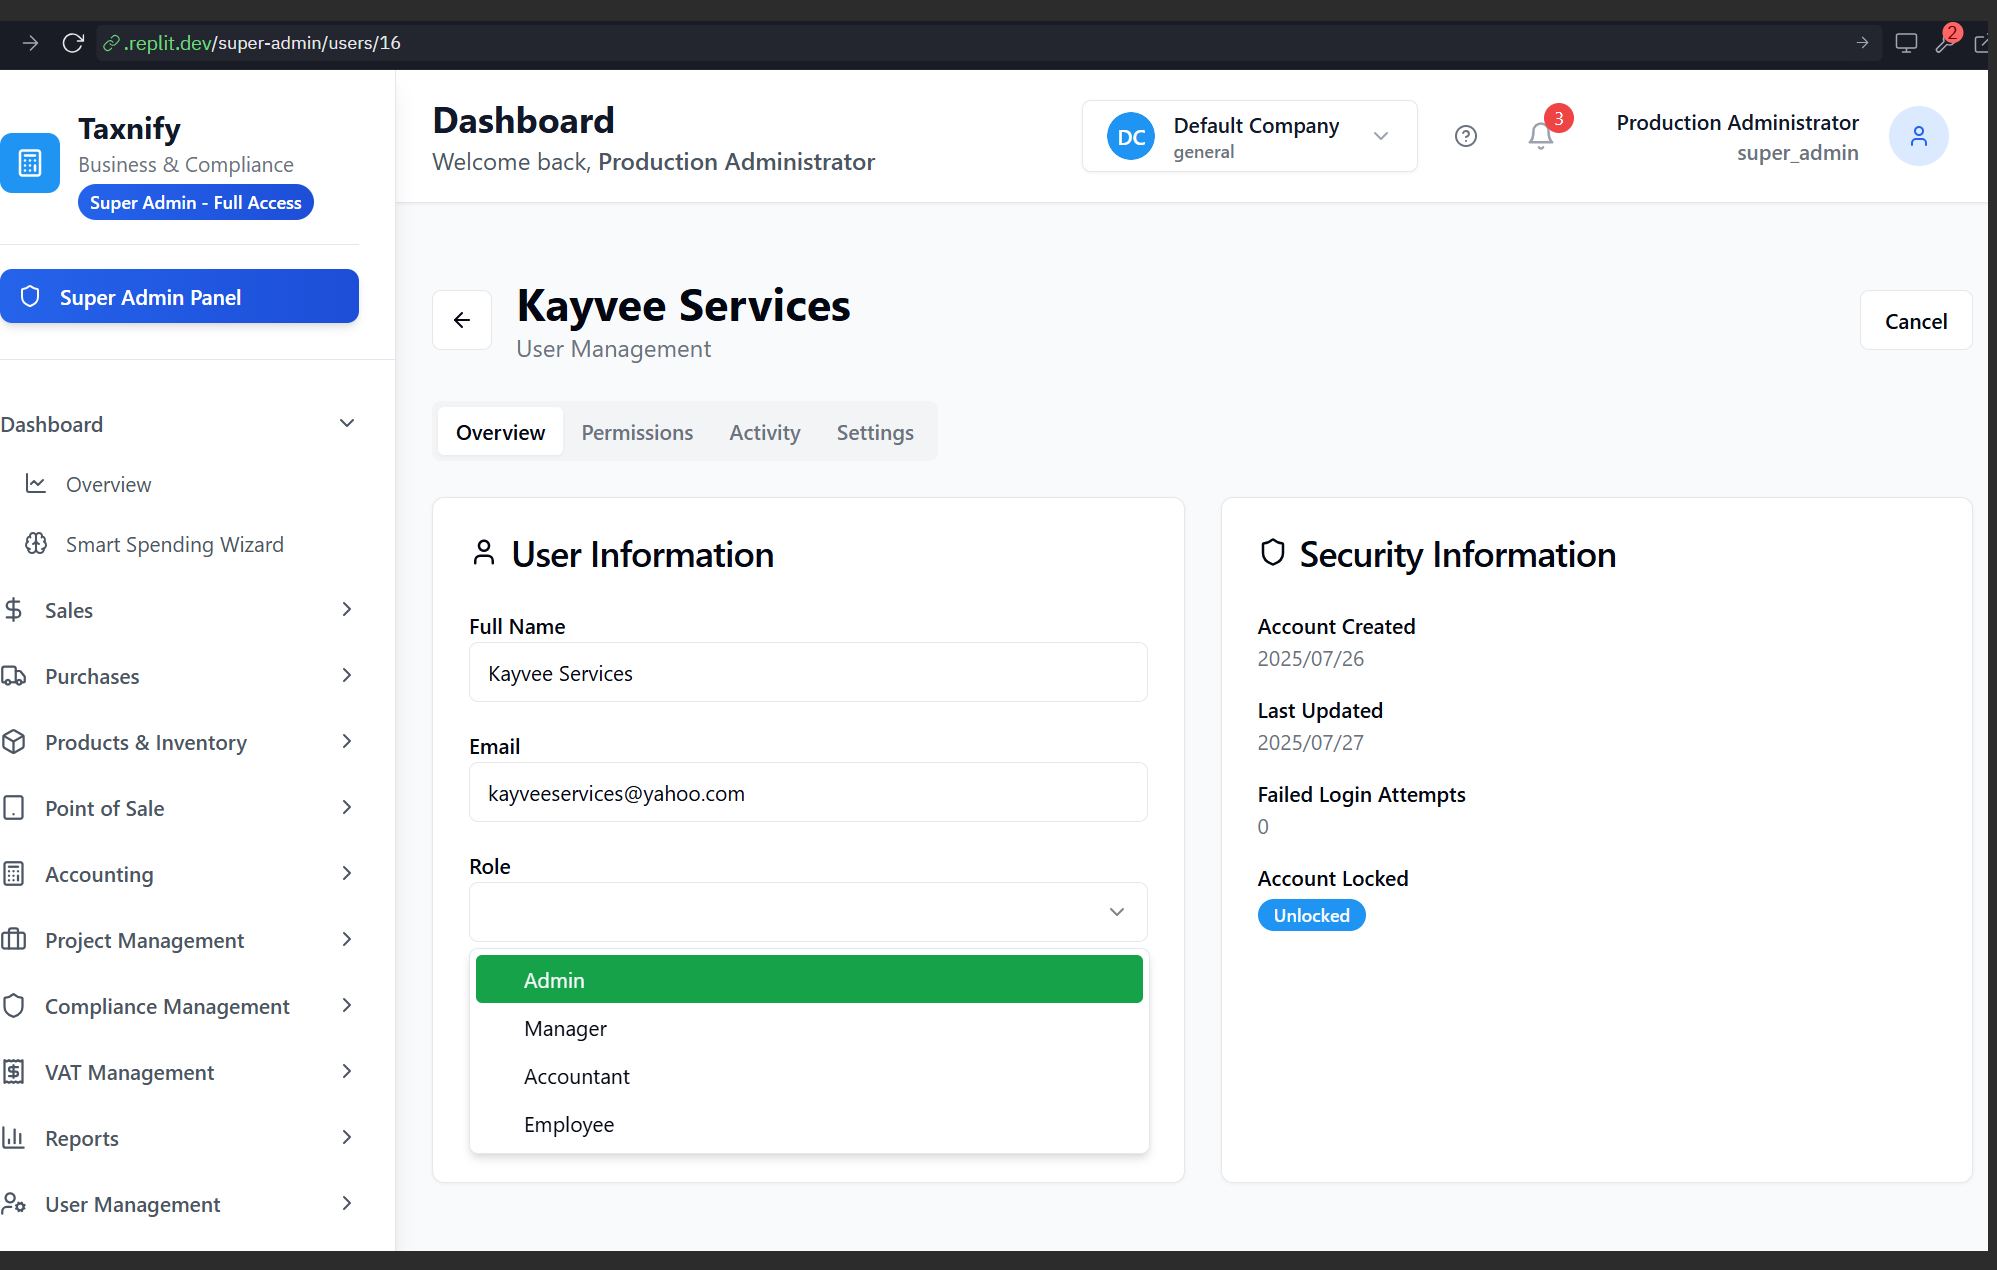 .replit.dev/super-admin/users/16
2
Taxnify
Business & Compliance
Super Admin - Full Access
Super Admin Panel
Dashboard
Overview
Smart Spending Wizard
Sales
Purchases
Products & Inventory
Point of Sale
Accounting
Project Management
Compliance Management
VAT Management
Reports
User Management
Dashboard
Welcome back, Production Administrator
DC
Default Company
general
3
Production Administrator
super_admin
Kayvee Services
User Management
Cancel
Overview
Permissions
Activity
Settings
User Information
Full Name
Kayvee Services
Email
kayveeservices@yahoo.com
Role
Admin
Manager
Accountant
Employee
Security Information
Account Created
2025/07/26
Last Updated
2025/07/27
Failed Login Attempts
0
Account Locked
Unlocked